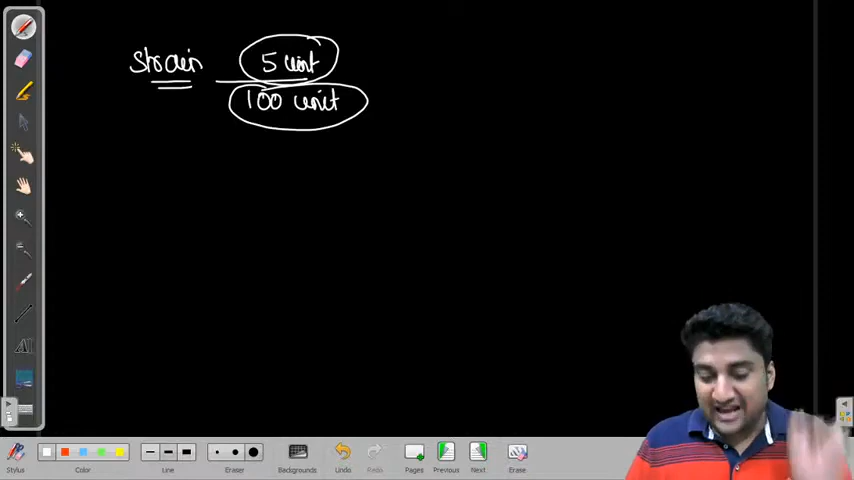 Strain 5 unit
100 unit
Stylus Color Line Eraser Backgrounds Undo Redo Pages Previous Next Erase